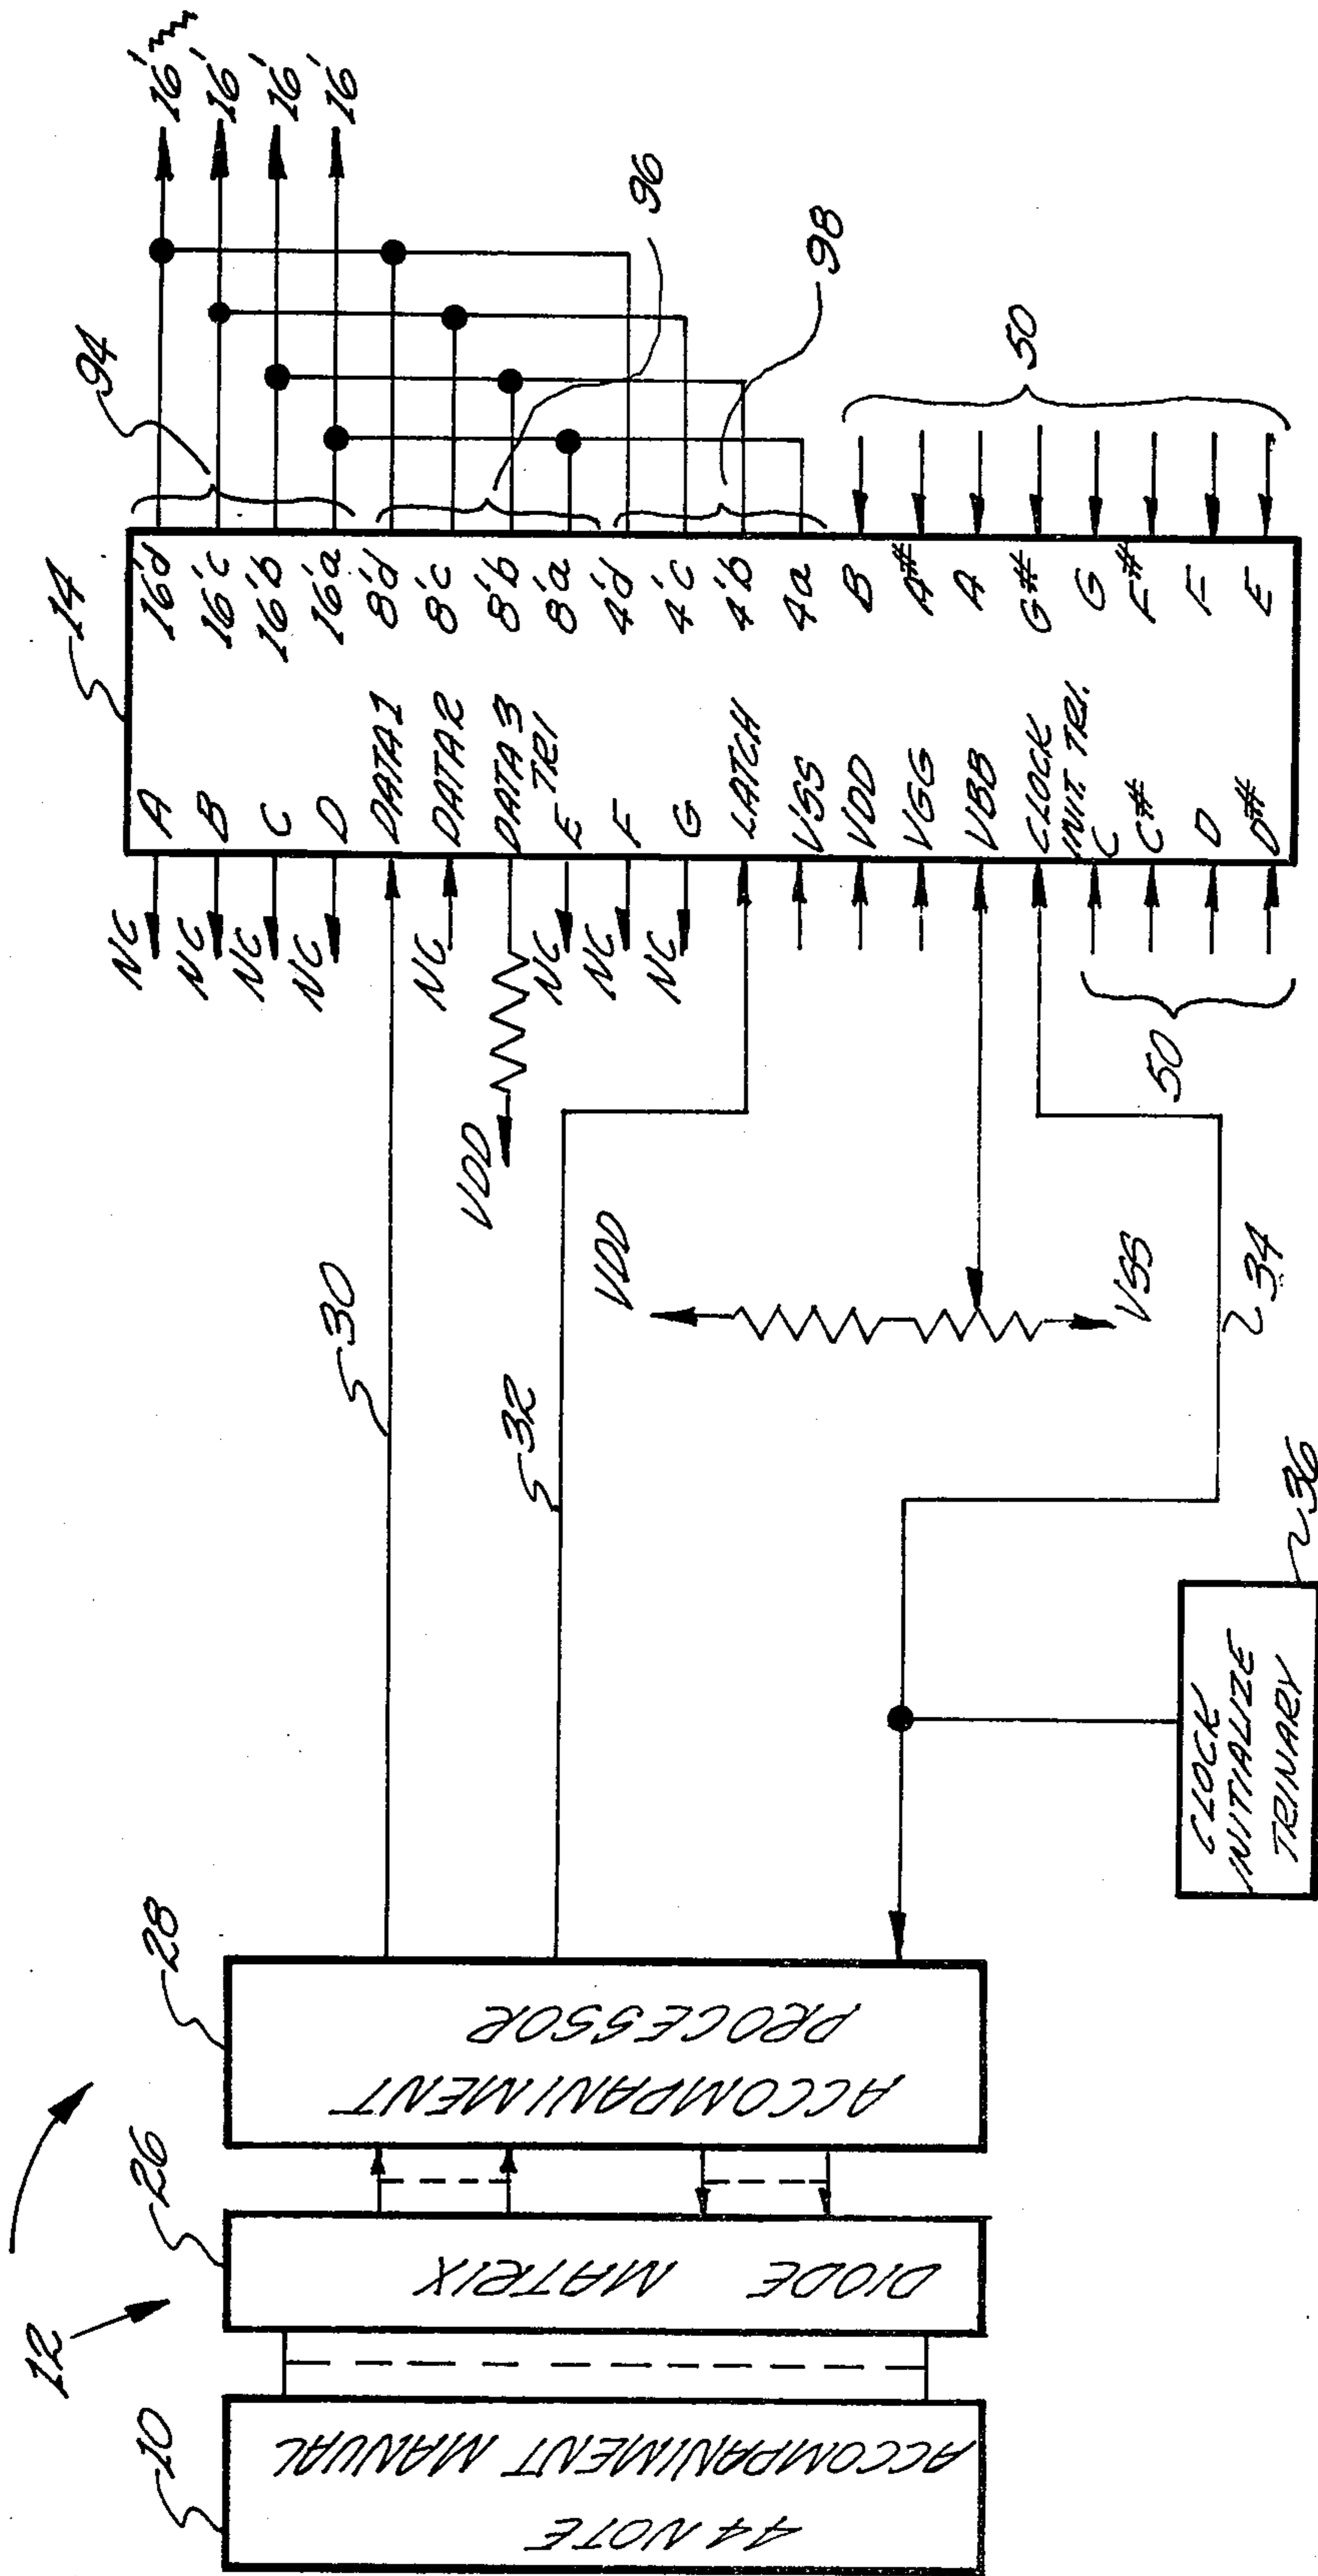 12
10
44 NOTE
ACCOMPANIMENT MANUAL
26
DIODE MATRIX
28
ACCOMPANIMENT
PROCESSOR
30
32
34
36
CLOCK
INITIALIZE
TRINARY
VDD
VSS
VDD
NC
NC
NC
NC
NC
NC
NC
NC
50
14
A
B
C
D
DATA 1
DATA 2
DATA 3
TRI
E
F
G
LATCH
VSS
VDD
VGG
VBB
CLOCK
INIT. TRI.
C
C#
D
D#
16'd
16'c
16'b
16'a
8'd
8'c
8'b
8'a
4'd
4'c
4'b
4a
B
A#
A
G#
G
F#
F
E
94
96
98
50
16'
16'
16'
16'